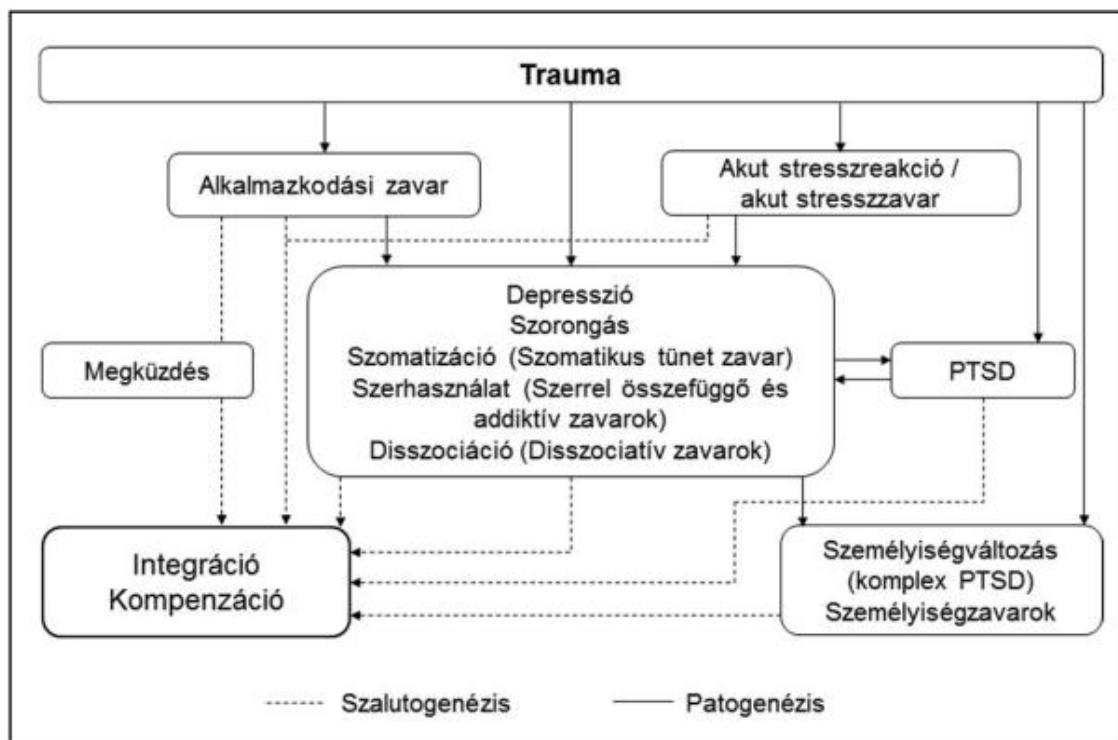 Trauma
Alkalmazkodási zavar
Akut stresszreakció /
akut stresszzavar
Depresszió
Szorongás
Szomatizáció (Szomatikus tünet zavar)
Szerhasználat (Szerrel összefüggő és
addiktív zavarok)
Disszociáció (Disszociatív zavarok)
Megküzdés
PTSD
Integráció
Kompenzáció
Személyiségváltozás
(komplex PTSD)
Személyiségzavarok
Szalutogenézis
Patogenézis